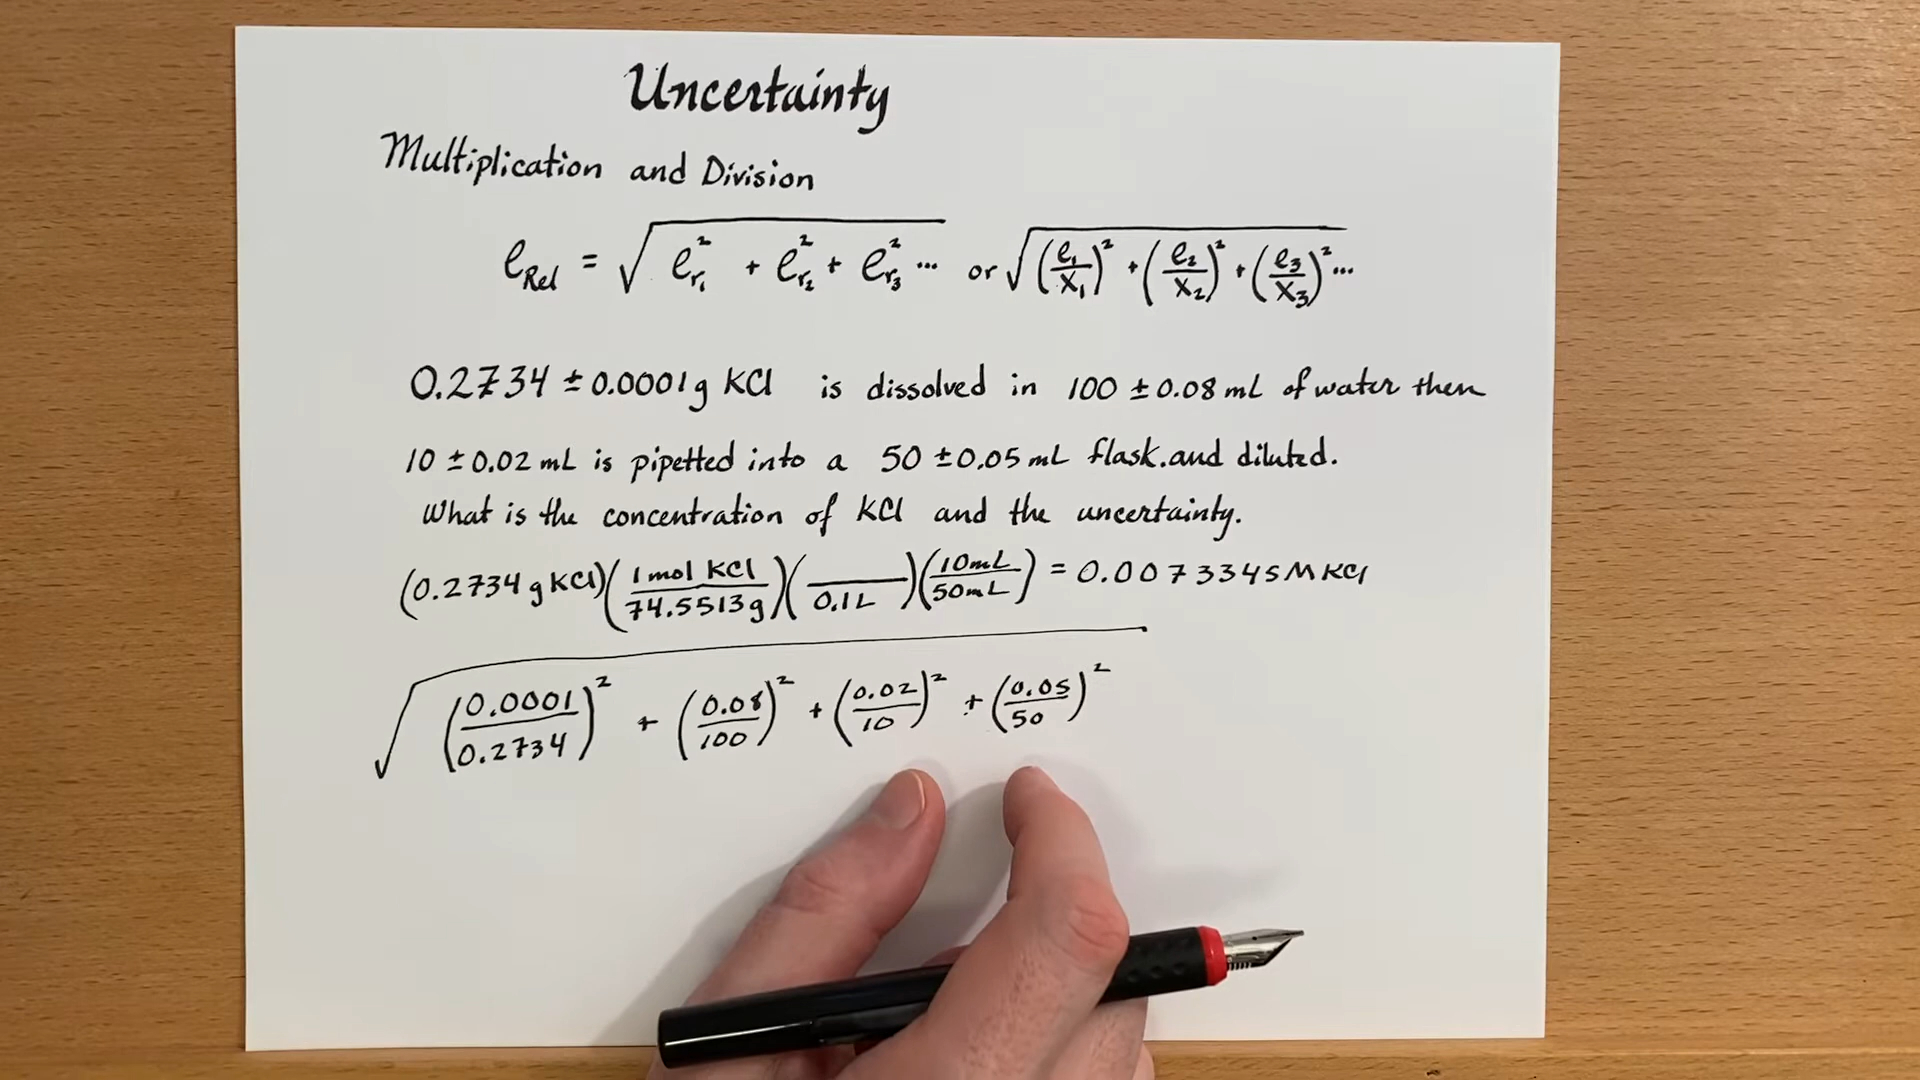 Uncertainty
Multiplication and Division
e_Rel = √(e_r₁² + e_r₂² + e_r₃² ...) or √((e₁/x₁)² + (e₂/x₂)² + (e₃/x₃)² ...)
0.2734 ± 0.0001g KCl is dissolved in 100 ± 0.08 mL of water then
10 ± 0.02 mL is pipetted into a 50 ± 0.05 mL flask.and diluted.
What is the concentration of KCl and the uncertainty.
(0.2734 g KCl)(1 mol KCl/74.5513g)(/0.1L)(10mL/50mL) = 0.0073345M KCl
√((0.0001/0.2734)² + (0.08/100)² + (0.02/10)² + (0.05/50)²)